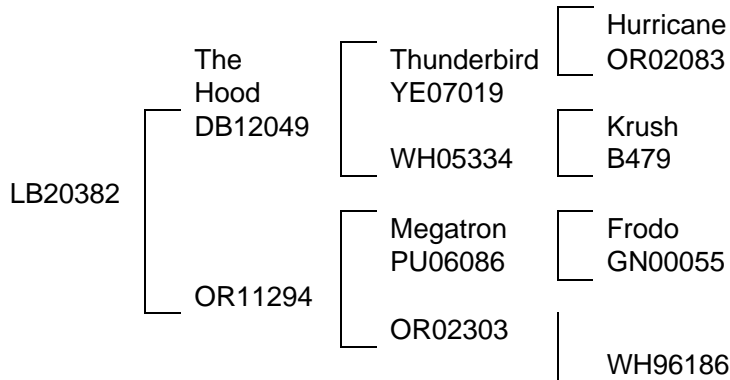 Hurricane
OR02083
The
Hood
DB12049
Thunderbird
YE07019
WH05334
Krush
B479
LB20382
Megatron
PU06086
Frodo
GN00055
OR11294
OR02303
WH96186